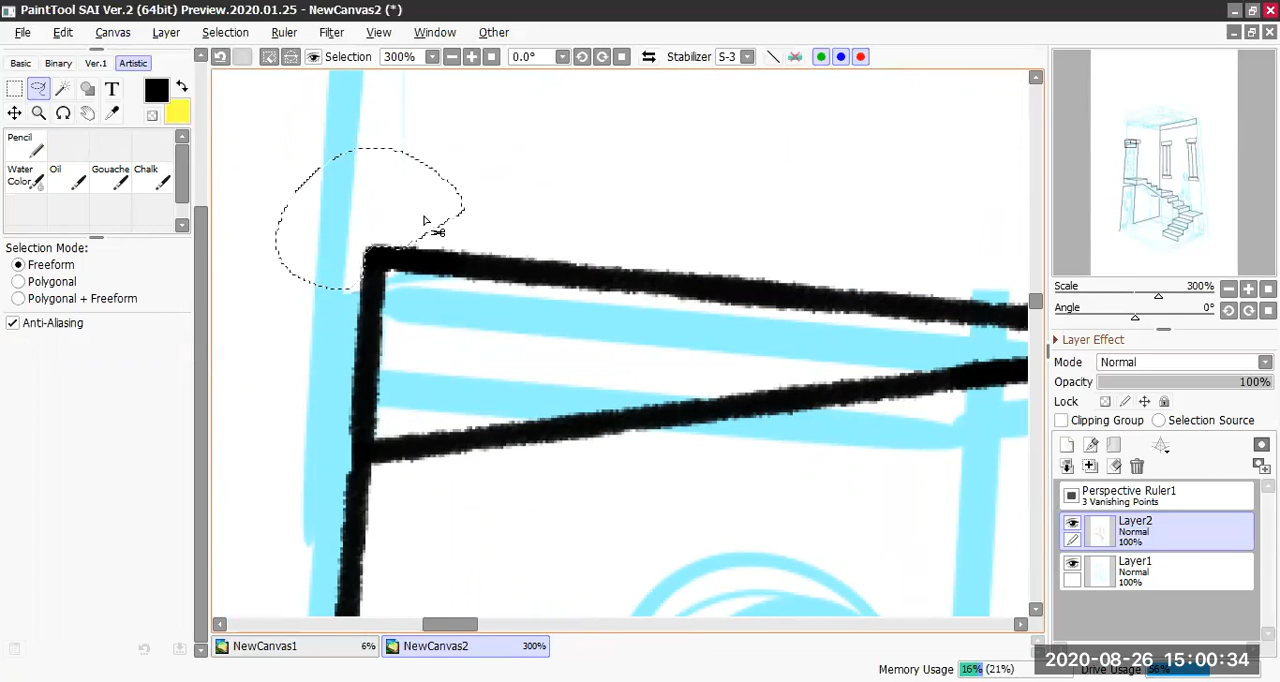 PaintTool SAI Ver.2 (64bit) Preview.2020.01.25 - NewCanvas2 (*)
File Edit Canvas Layer Selection Ruler Filter View Window Other
Basic Binary Ver.1 Artistic
Selection 300% 0.0° Stabilizer S-3
T
Pencil
Water Color Oil Gouache Chalk
Selection Mode:
Freeform
Polygonal
Polygonal + Freeform
Anti-Aliasing
Scale 300%
Angle 0°
Layer Effect
Mode Normal
Opacity 100%
Lock
Clipping Group Selection Source
Perspective Ruler1
3 Vanishing Points
Layer2
Normal
100%
Layer1
Normal
100%
NewCanvas1 6% NewCanvas2 300%
Memory Usage 16% (21%) Drive Usage 56%
2020-08-26 15:00:34